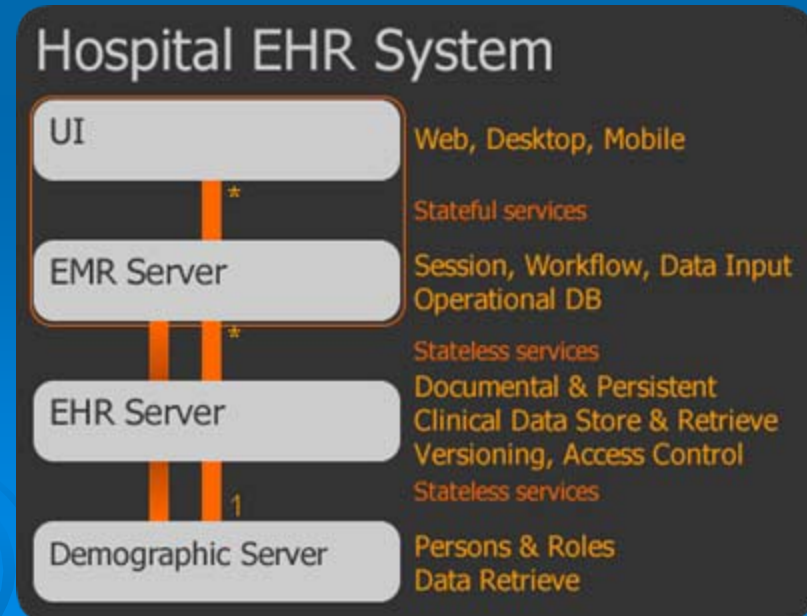 Hospital EHR System
UI
Web, Desktop, Mobile
*
Stateful services
EMR Server
Session, Workflow, Data Input
Operational DB
*
Stateless services
EHR Server
Documental & Persistent
Clinical Data Store & Retrieve
Versioning, Access Control
1
Stateless services
Demographic Server
Persons & Roles
Data Retrieve